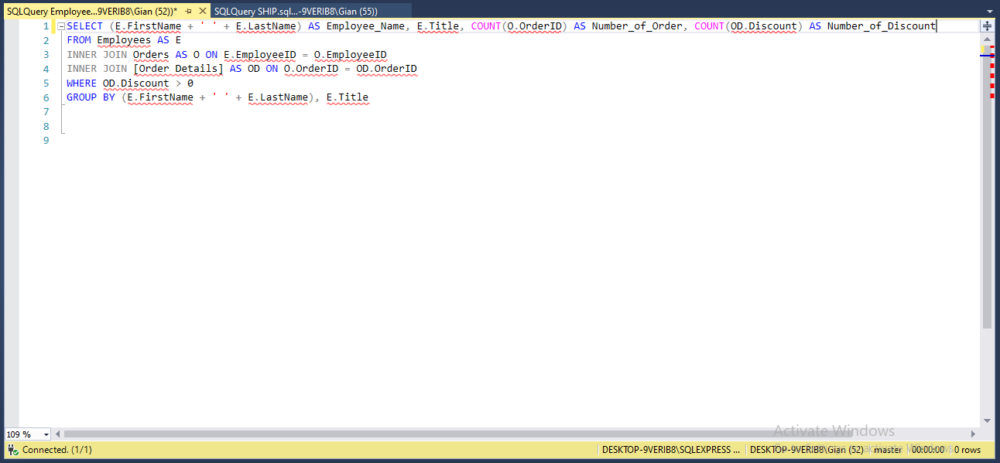 SQLQuery Employee...9VERIB8\Gian (52))* SQLQuery SHIP.sql...-9VERIB8\Gian (55))
1 SELECT (E.FirstName + ' ' + E.LastName) AS Employee_Name, E.Title, COUNT(O.OrderID) AS Number_of_Order, COUNT(OD.Discount) AS Number_of_Discount
2 FROM Employees AS E
3 INNER JOIN Orders AS O ON E.EmployeeID = O.EmployeeID
4 INNER JOIN [Order Details] AS OD ON O.OrderID = OD.OrderID
5 WHERE OD.Discount > 0
6 GROUP BY (E.FirstName + ' ' + E.LastName), E.Title
7
8
9
Activate Windows
109 %
Connected. (1/1) DESKTOP-9VERIB8\SQLEXPRESS ... DESKTOP-9VERIB8\Gian (52) master 00:00:00 0 rows